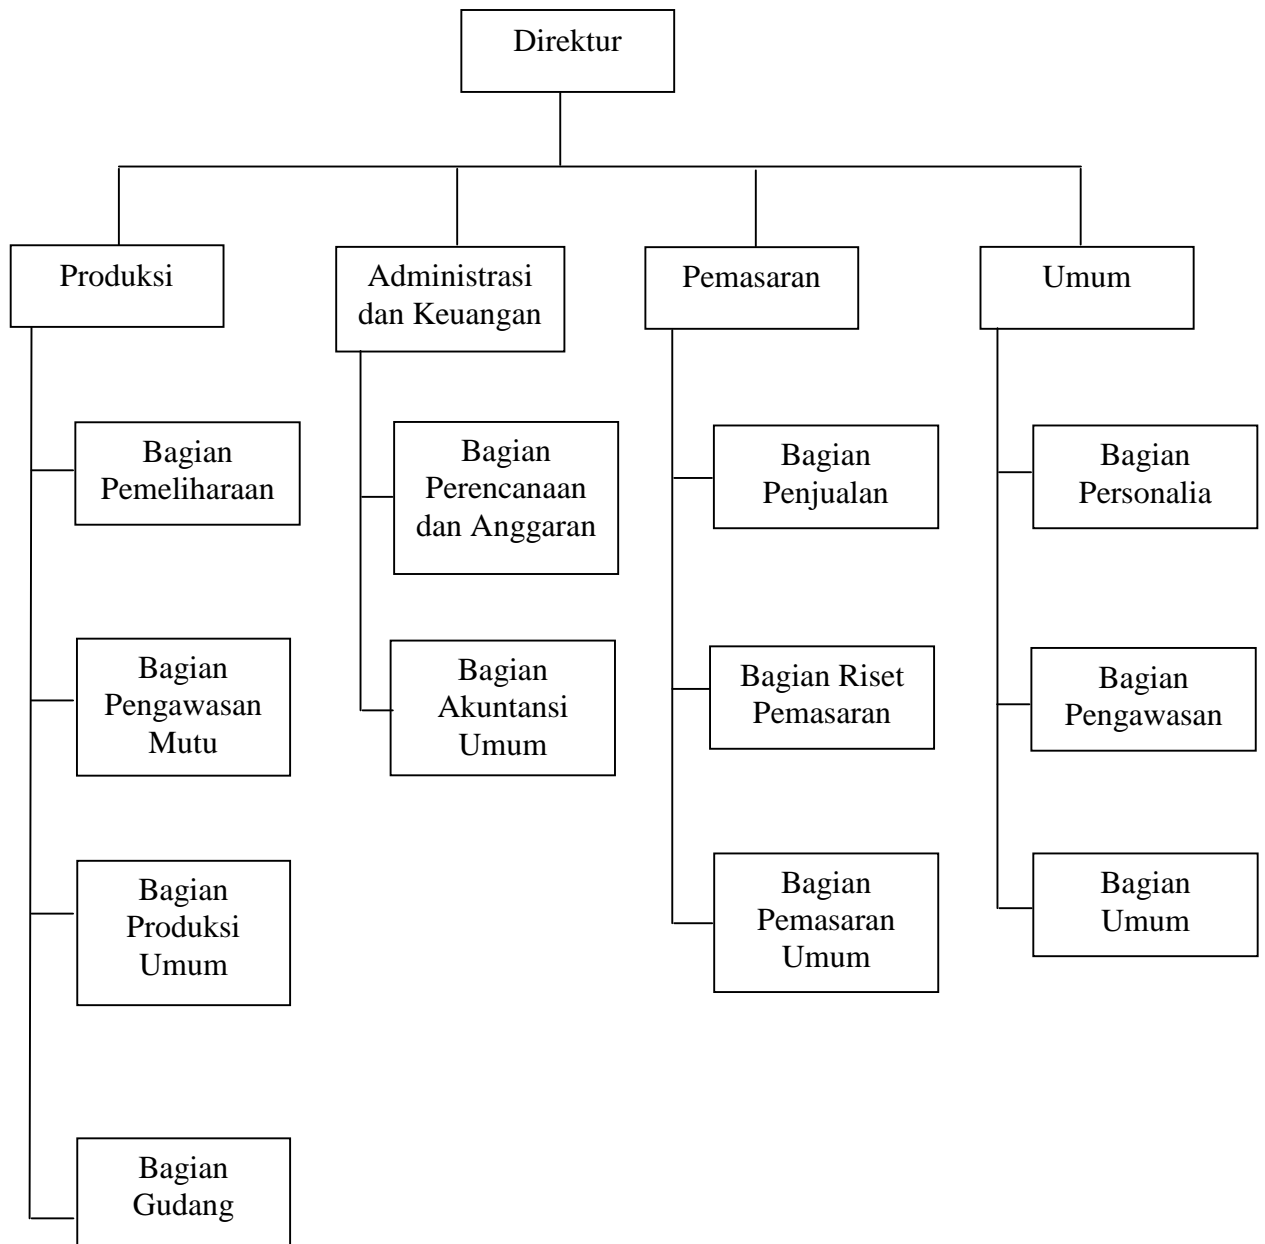 Direktur
Produksi
Administrasi
dan Keuangan
Pemasaran
Umum
Bagian
Pemeliharaan
Bagian
Perencanaan
dan Anggaran
Bagian
Penjualan
Bagian
Personalia
Bagian
Pengawasan
Mutu
Bagian
Akuntansi
Umum
Bagian Riset
Pemasaran
Bagian
Pengawasan
Bagian
Produksi
Umum
Bagian
Pemasaran
Umum
Bagian
Umum
Bagian
Gudang